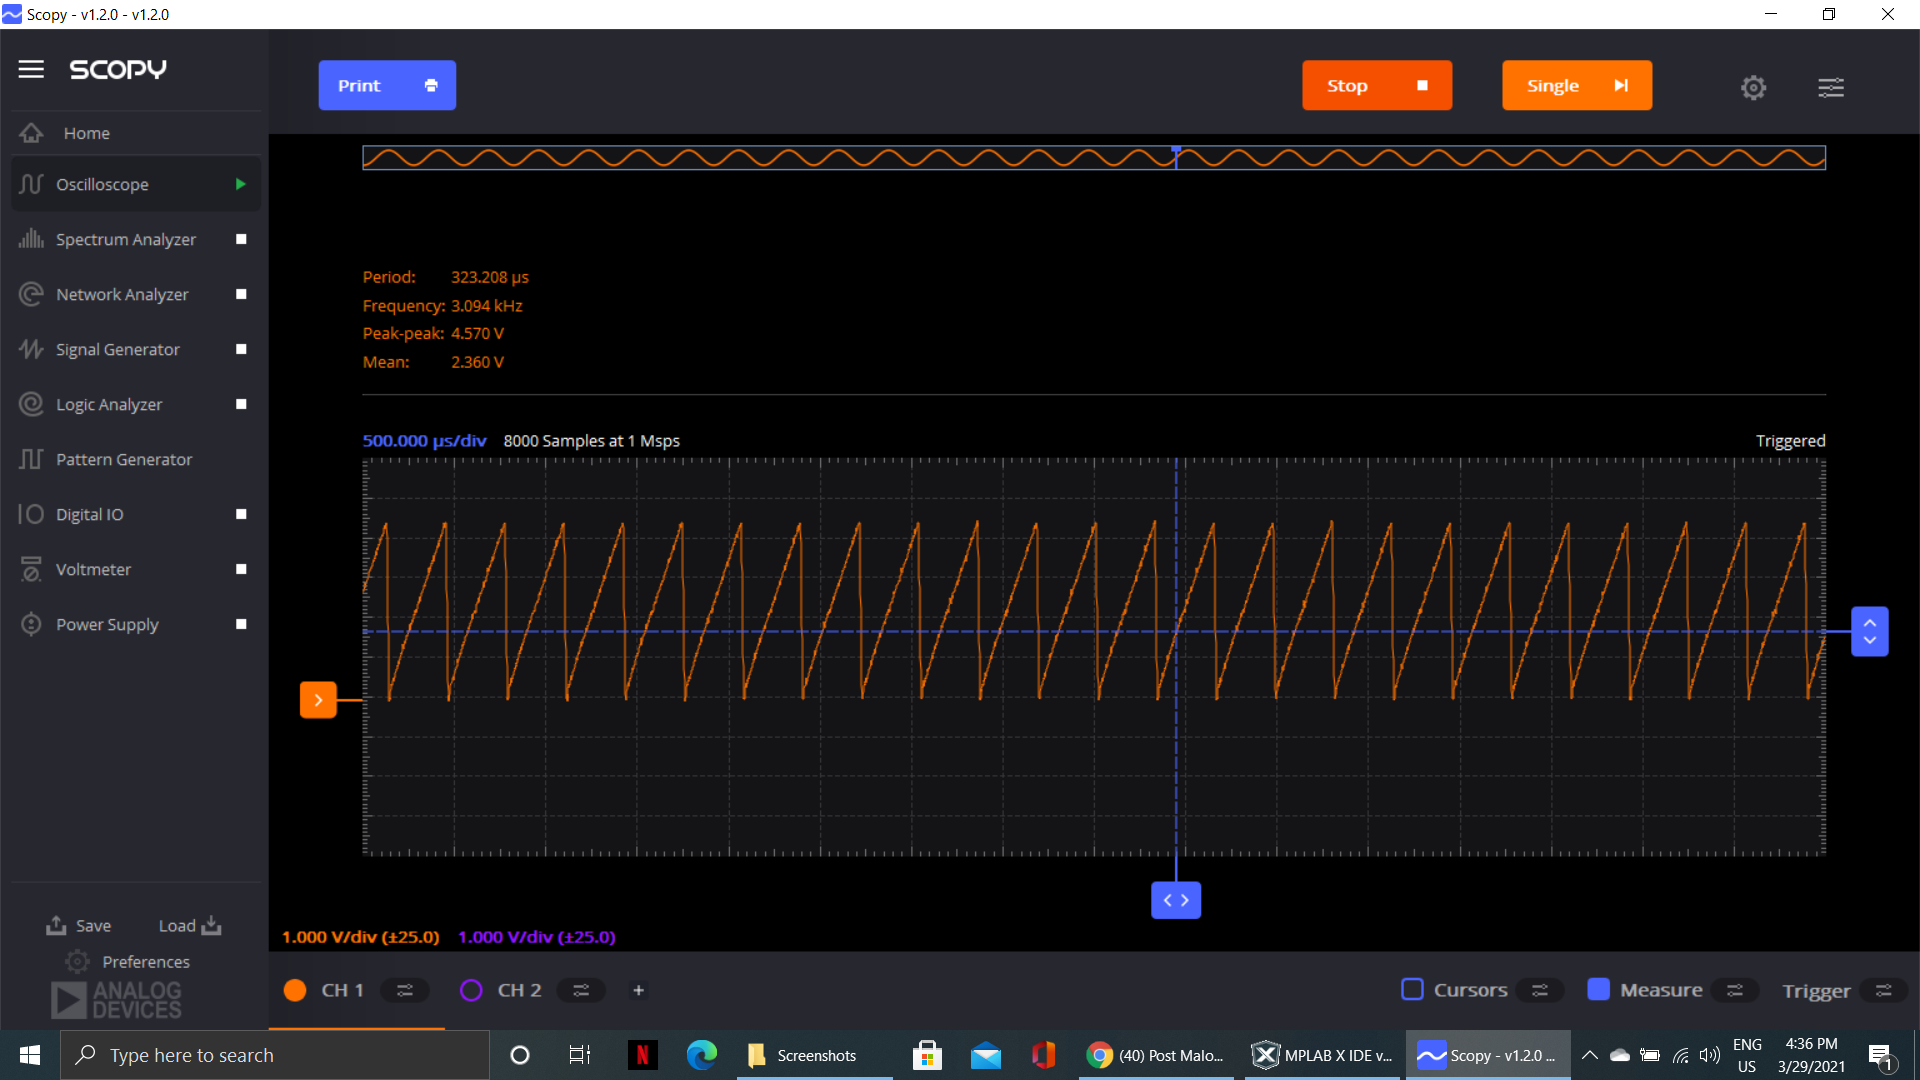 Scopy - v1.2.0 - v1.2.0
SCOPY
Print
Stop
Single
Home
Oscilloscope
Spectrum Analyzer
Network Analyzer
Signal Generator
Logic Analyzer
Pattern Generator
Digital IO
Voltmeter
Power Supply
Period: 323.208 µs
Frequency: 3.094 kHz
Peak-peak: 4.570 V
Mean: 2.360 V
500.000 µs/div 8000 Samples at 1 Msps Triggered
1.000 V/div (±25.0) 1.000 V/div (±25.0)
Save Load
Preferences
ANALOG
DEVICES
CH 1 CH 2 + Cursors Measure Trigger
Type here to search
N
Screenshots
(40) Post Malo...
MPLAB X IDE v...
Scopy - v1.2.0 ...
ENG
US
4:36 PM
3/29/2021
1